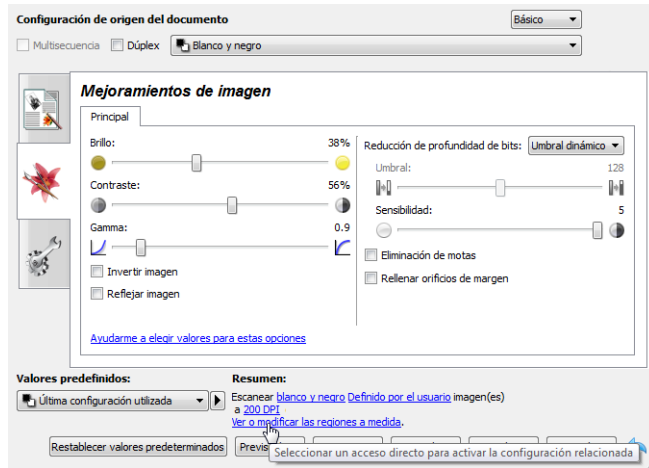 Configuración de origen del documento
Básico
Multisecuencia
Dúplex
Blanco y negro
Mejoramientos de imagen
Principal
Brillo:
38%
Contraste:
56%
Gamma:
0.9
Invertir imagen
Reflejar imagen
Ayudarme a elegir valores para estas opciones
Reducción de profundidad de bits:
Umbral dinámico
Umbral:
128
Sensibilidad:
5
Eliminación de motas
Rellenar orificios de margen
Valores predefinidos:
Última configuración utilizada
Resumen:
Escanear blanco y negro Definido por el usuario imagen(es)
a 200 DPI
Ver o modificar las regiones a medida.
Restablecer valores predeterminados
Seleccionar un acceso directo para activar la configuración relacionada